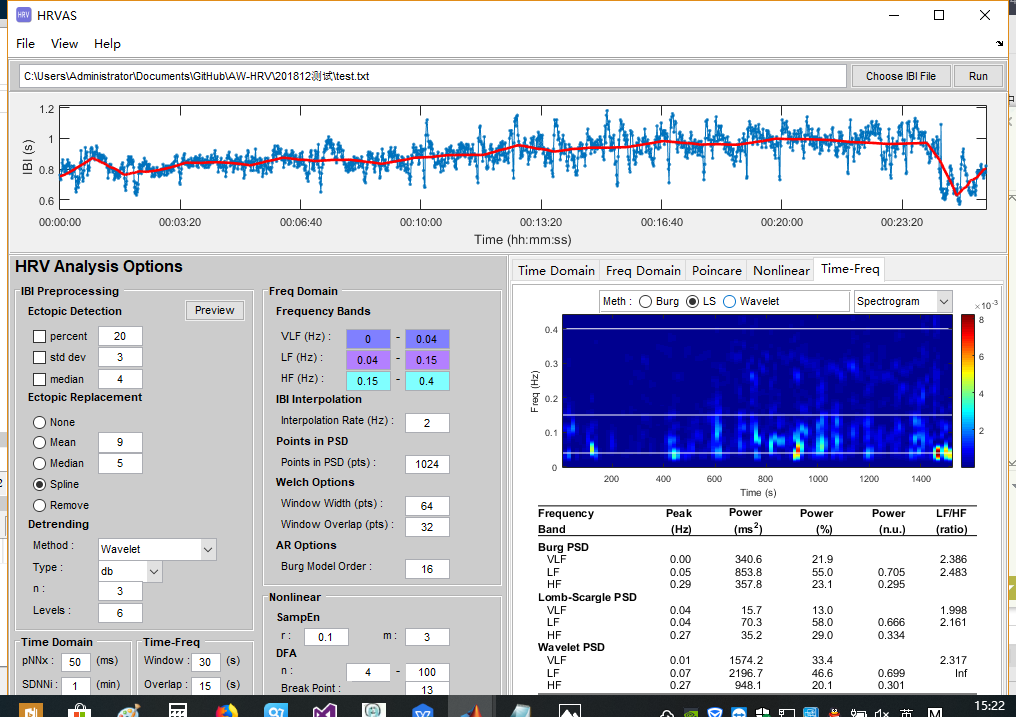 HRV HRVAS
File View Help
C:\Users\Administrator\Documents\GitHub\AW-HRV\201812测试\test.txt Choose IBI File Run
IBI (s)
1.2
1
0.8
0.6
00:00:00 00:03:20 00:06:40 00:10:00 00:13:20 00:16:40 00:20:00 00:23:20
Time (hh:mm:ss)
HRV Analysis Options
IBI Preprocessing
Ectopic Detection Preview
percent 20
std dev 3
median 4
Ectopic Replacement
None
Mean 9
Median 5
Spline
Remove
Detrending
Method : Wavelet
Type : db
n : 3
Levels : 6
Time Domain
pNNx : 50 (ms)
SDNNi : 1 (min)
Time-Freq
Window : 30 (s)
Overlap : 15 (s)
Freq Domain
Frequency Bands
VLF (Hz) : 0 - 0.04
LF (Hz) : 0.04 - 0.15
HF (Hz) : 0.15 - 0.4
IBI Interpolation
Interpolation Rate (Hz) : 2
Points in PSD
Points in PSD (pts) : 1024
Welch Options
Window Width (pts) : 64
Window Overlap (pts) : 32
AR Options
Burg Model Order : 16
Nonlinear
SampEn
r : 0.1 m : 3
DFA
n : 4 - 100
Break Point : 13
Time Domain Freq Domain Poincare Nonlinear Time-Freq
Meth : Burg LS Wavelet Spectrogram
×10⁻³
Freq (Hz)
0.4
0.3
0.2
0.1
0
200 400 600 800 1000 1200 1400
Time (s)
8
6
4
2
Frequency Peak Power Power Power LF/HF
Band (Hz) (ms²) (%) (n.u.) (ratio)
Burg PSD
VLF 0.00 340.6 21.9 2.386
LF 0.05 853.8 55.0 0.705 2.483
HF 0.29 357.8 23.1 0.295
Lomb-Scargle PSD
VLF 0.04 15.7 13.0 1.998
LF 0.04 70.3 58.0 0.666 2.161
HF 0.27 35.2 29.0 0.334
Wavelet PSD
VLF 0.01 1574.2 33.4 2.317
LF 0.07 2196.7 46.6 0.699 Inf
HF 0.27 948.1 20.1 0.301
15:22